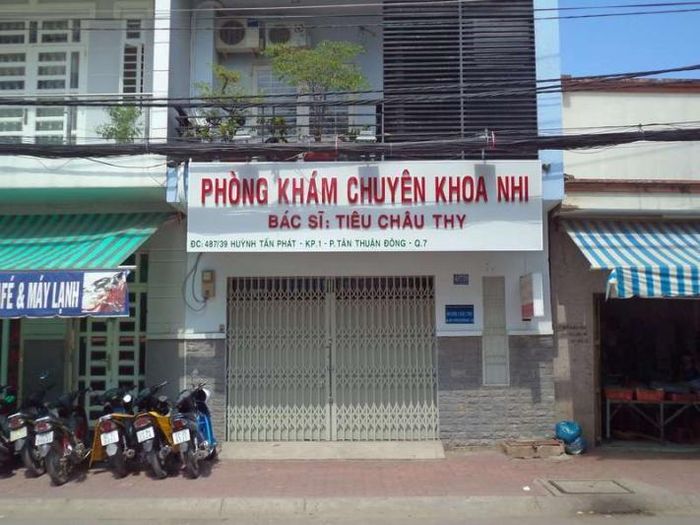 PHÒNG KHÁM CHUYÊN KHOA NHI
BÁC SĨ: TIÊU CHÂU THY
ĐC: 487/39 HUỲNH TẤN PHÁT - KP.1 - P.TÂN THUẬN ĐÔNG - Q.7
FÉ & MÁY LẠNH